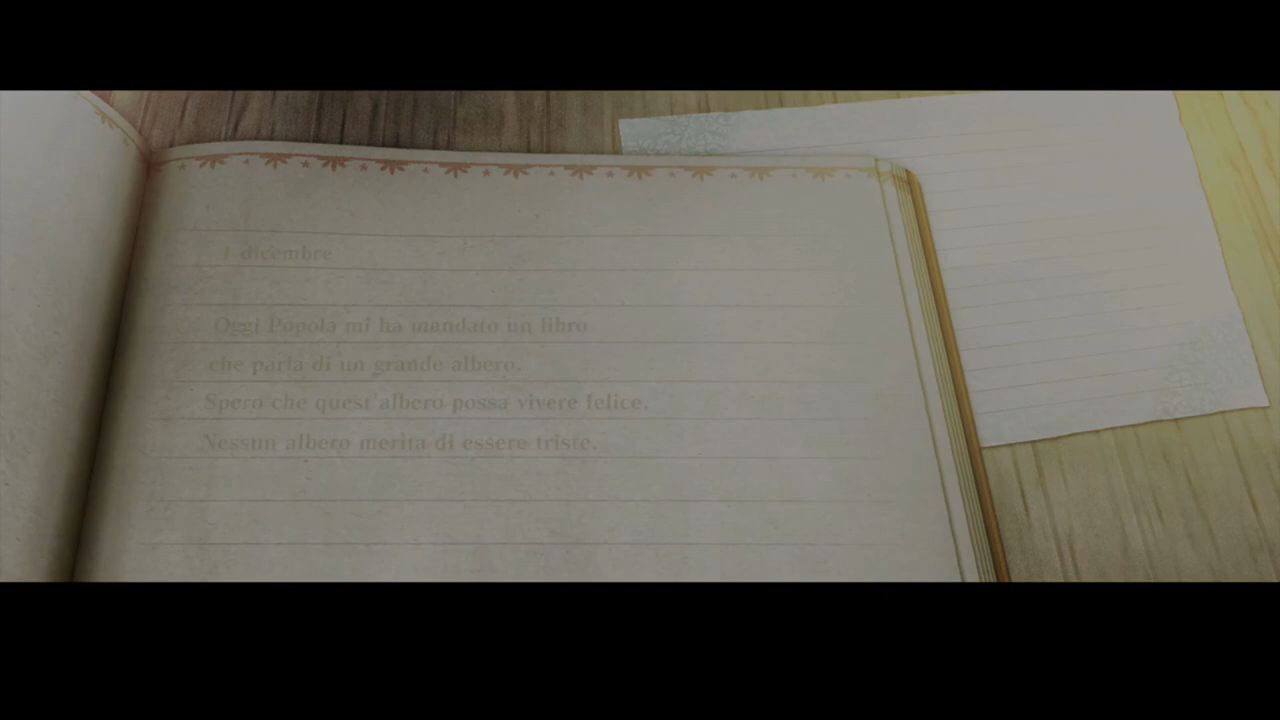 1 dicembre
Oggi Popola mi ha mandato un libro
che parla di un grande albero.
Spero che quest'albero possa vivere felice.
Nessun albero merita di essere triste.